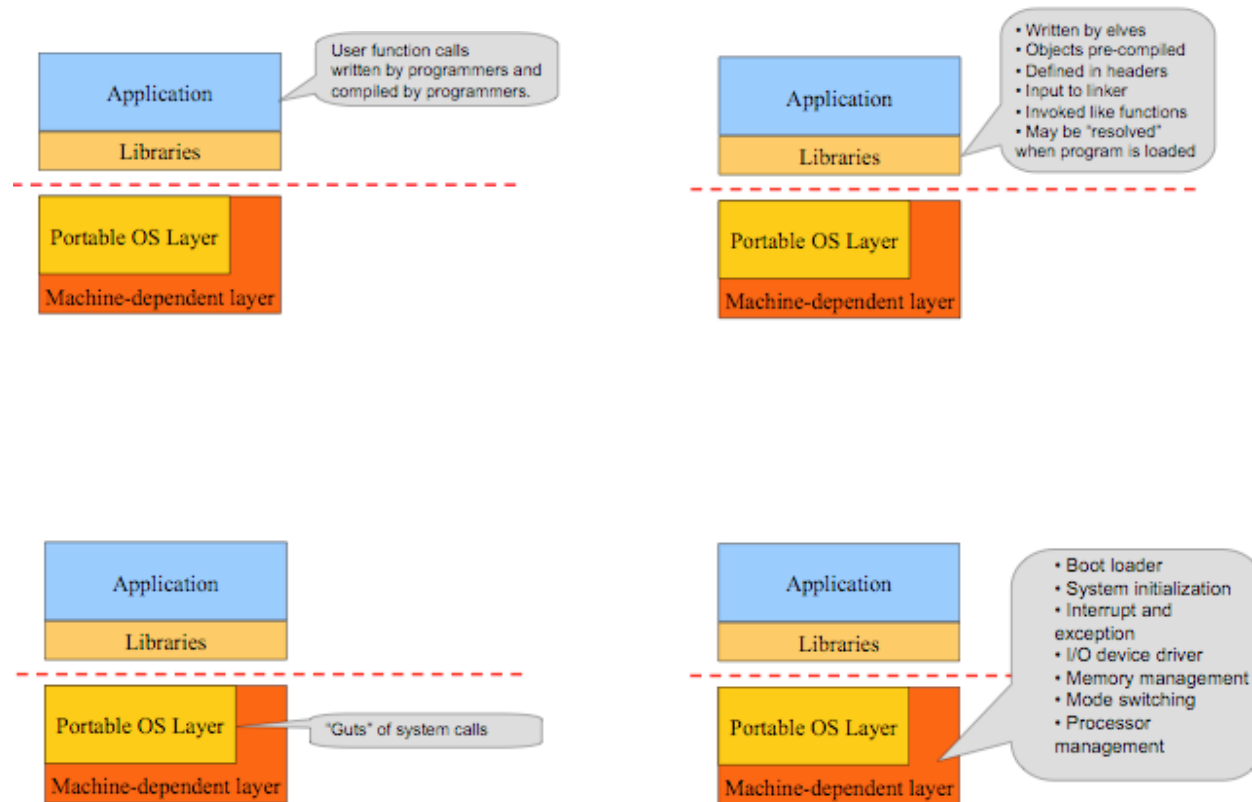 User function calls
written by programmers and
compiled by programmers.
Application
Libraries
Portable OS Layer
Machine-dependent layer
• Written by elves
• Objects pre-compiled
• Defined in headers
• Input to linker
• Invoked like functions
• May be "resolved"
when program is loaded
Application
Libraries
Portable OS Layer
Machine-dependent layer
Application
Libraries
Portable OS Layer
"Guts" of system calls
Machine-dependent layer
Application
Libraries
Portable OS Layer
Machine-dependent layer
• Boot loader
• System initialization
• Interrupt and
exception
• I/O device driver
• Memory management
• Mode switching
• Processor
management